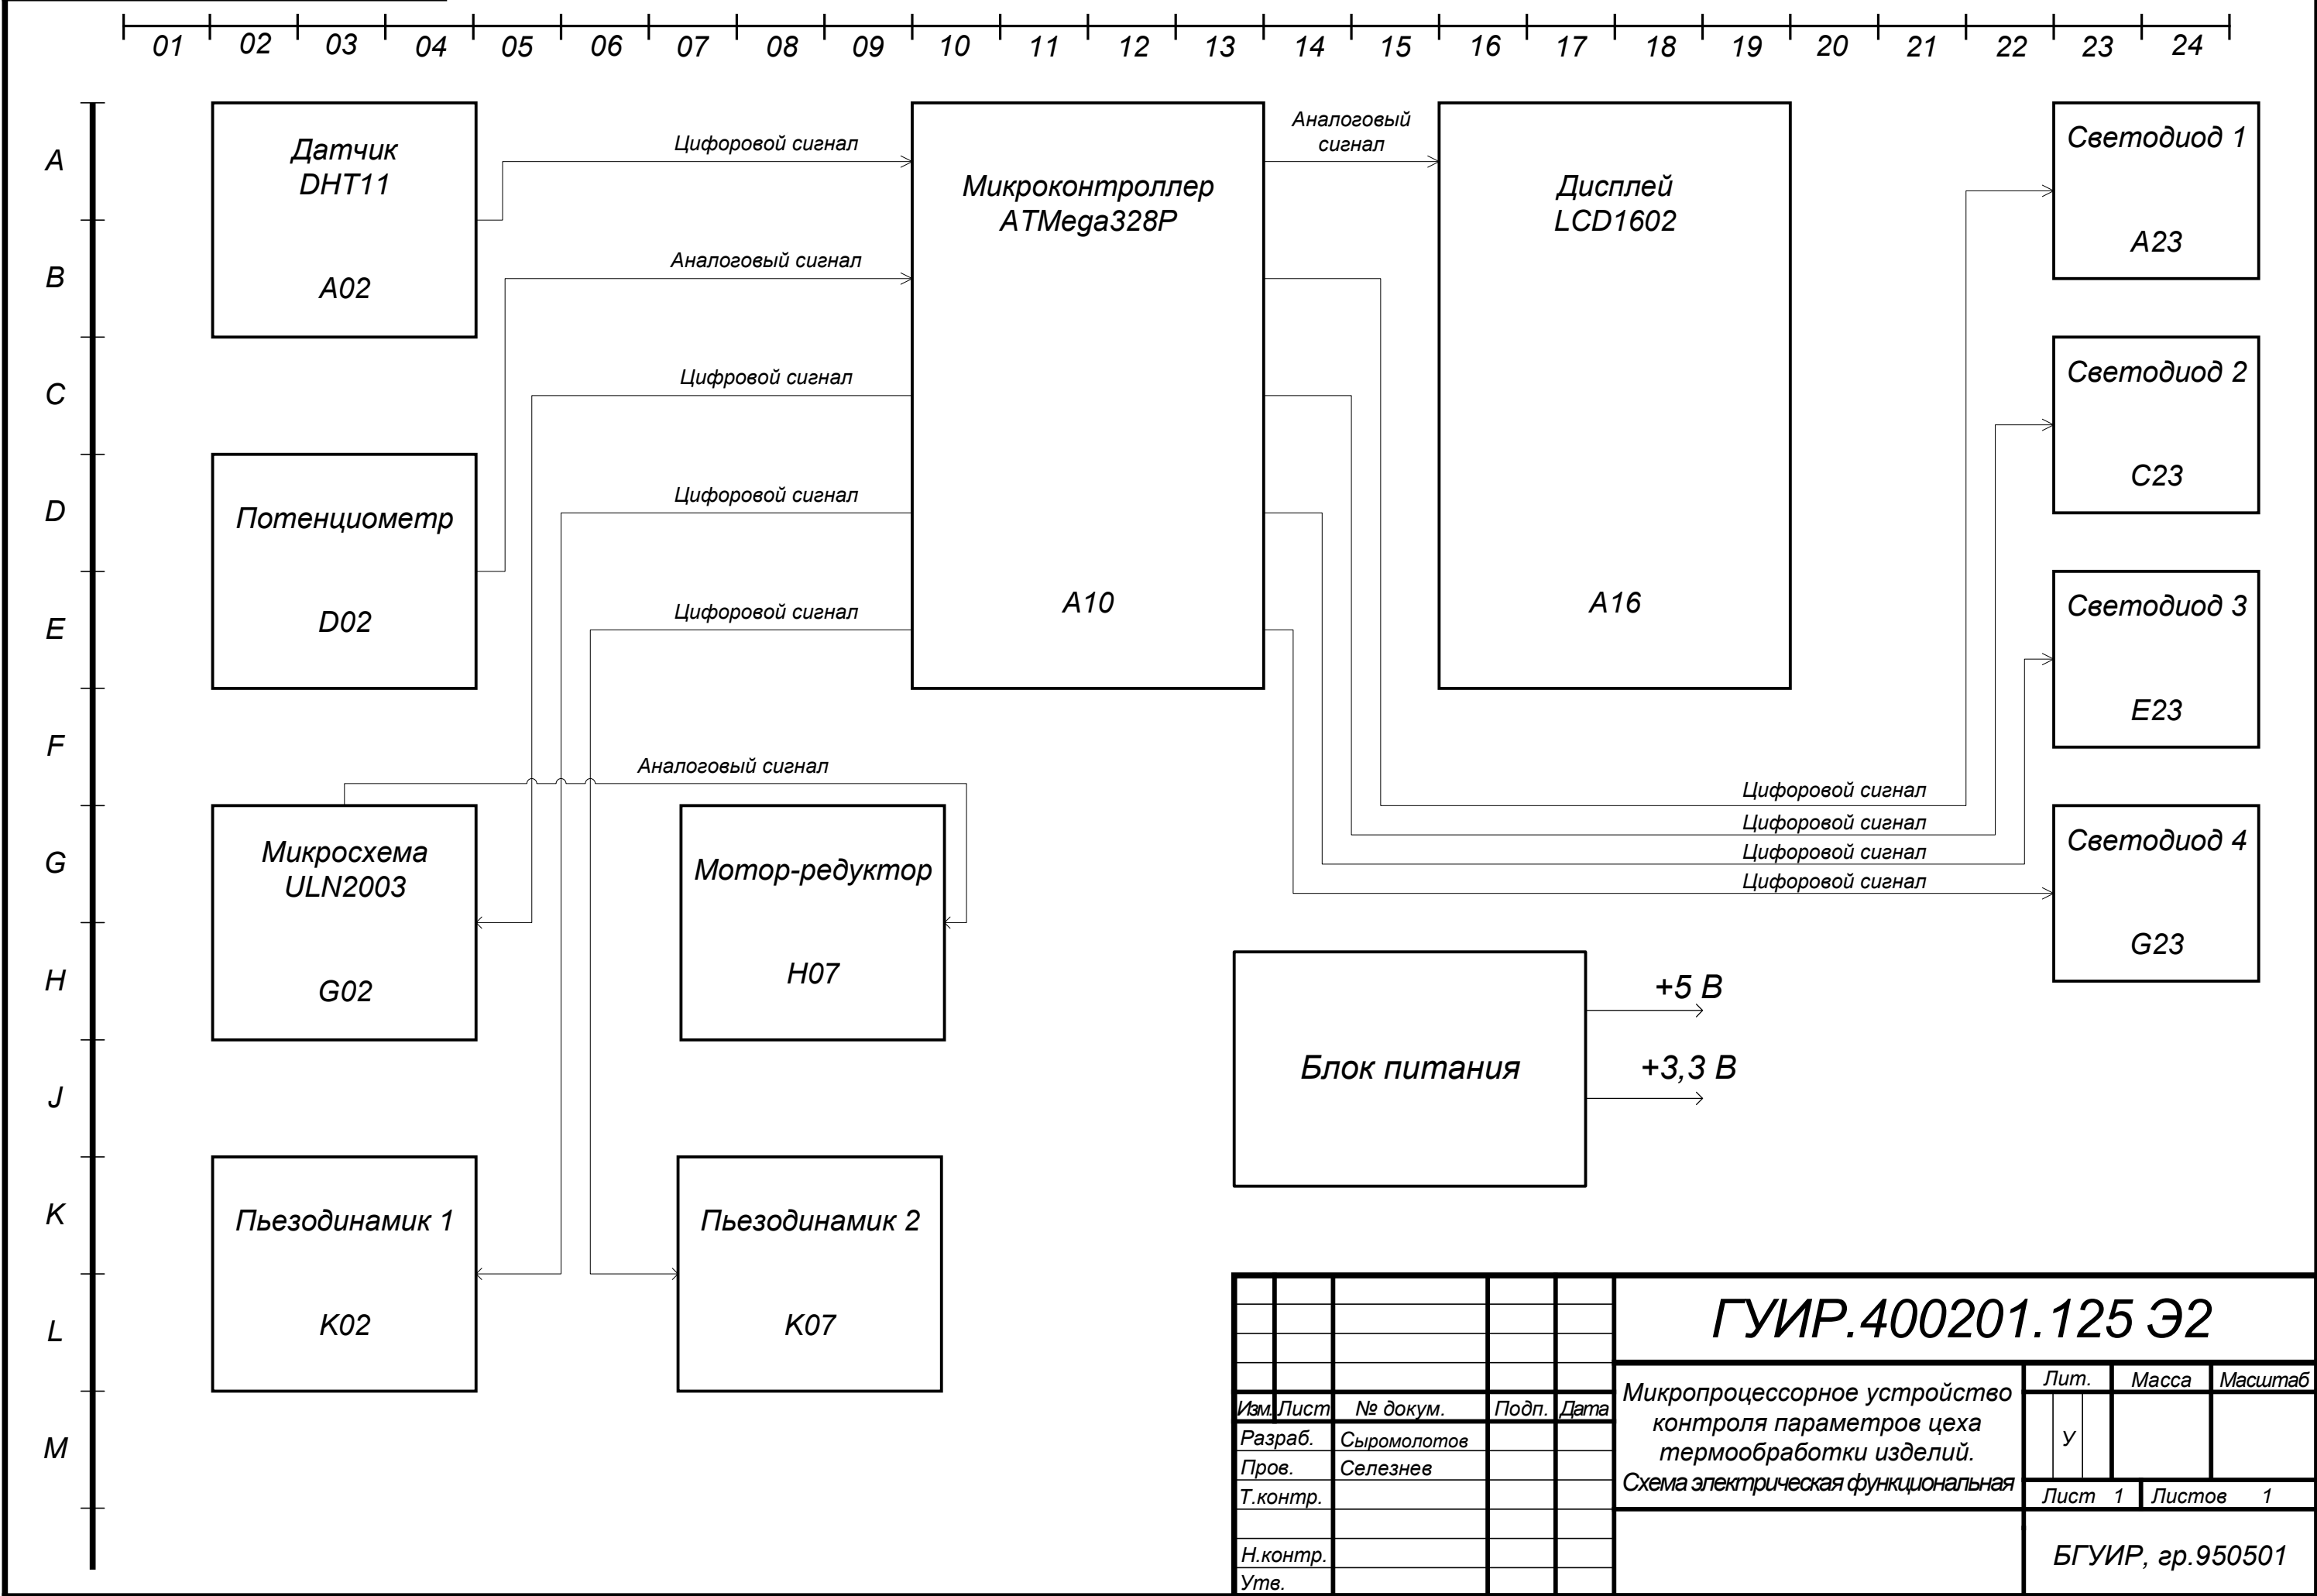 01 02 03 04 05 06 07 08 09 10 11 12 13 14 15 16 17 18 19 20 21 22 23 24
A
B
C
D
E
F
G
H
J
K
L
M
Датчик
DHT11
A02
Потенциометр
D02
Микросхема
ULN2003
G02
Мотор-редуктор
H07
Пьезодинамик 1
K02
Пьезодинамик 2
K07
Цифоровой сигнал
Аналоговый сигнал
Цифровой сигнал
Цифоровой сигнал
Цифоровой сигнал
Аналоговый сигнал
Микроконтроллер
ATMega328P
A10
Аналоговый
сигнал
Дисплей
LCD1602
A16
Светодиод 1
A23
Светодиод 2
C23
Светодиод 3
E23
Светодиод 4
G23
Цифоровой сигнал
Цифоровой сигнал
Цифоровой сигнал
Цифоровой сигнал
Блок питания
+5 В
+3,3 В
ГУИР.400201.125 Э2
Микропроцессорное устройство
контроля параметров цеха
термообработки изделий.
Схема электрическая функциональная
Лит. Масса Масштаб
У
Лист 1 Листов 1
БГУИР, гр.950501
Изм. Лист № докум. Подп. Дата
Разраб. Сыромолотов
Пров. Селезнев
Т.контр.
Н.контр.
Утв.